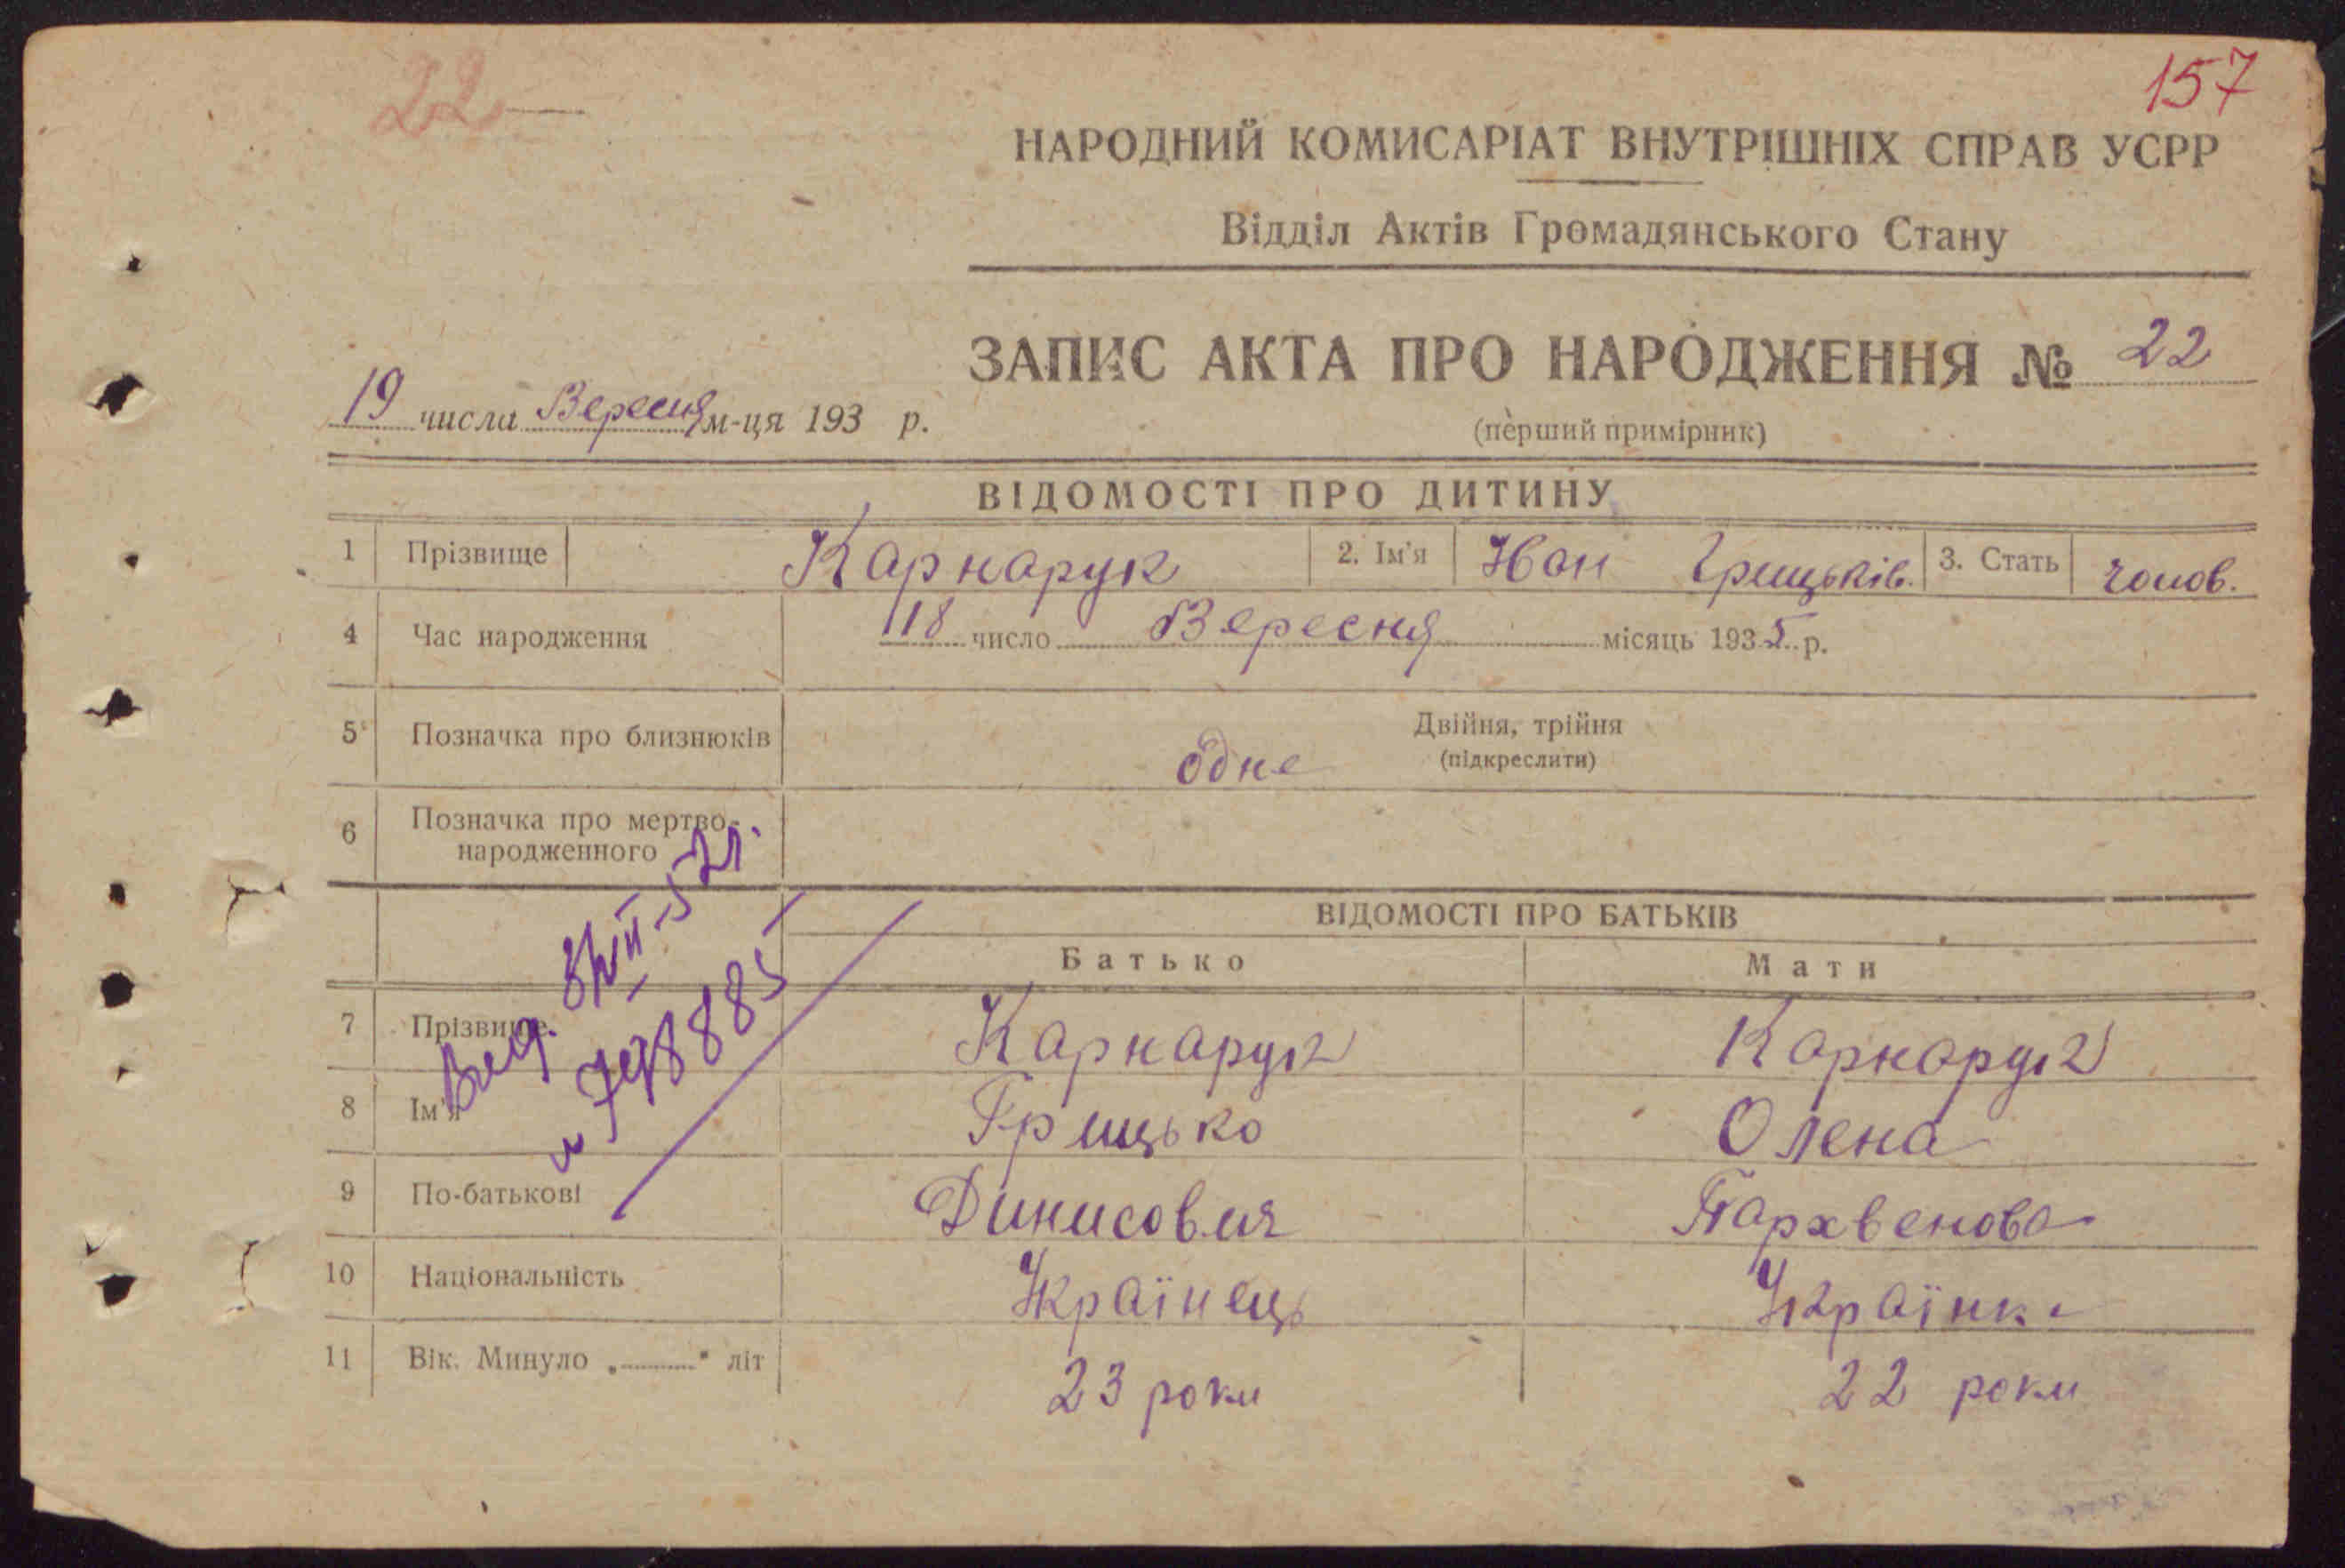 22
157
НАРОДНИЙ КОМИСАРІАТ ВНУТРІШНІХ СПРАВ УСРР
Відділ Актів Громадянського Стану
ЗАПИС АКТА ПРО НАРОДЖЕННЯ № 22
19 числа Вересня м-ця 193 р.
(перший примірник)
ВІДОМОСТІ ПРО ДИТИНУ
1 Прізвище Карнарук 2. Ім'я Іван Грицьків. 3. Стать чолов.
4 Час народження 18 число Вересня місяць 1935 р.
5 Позначка про близнюків одне Двійня, трійня
(підкреслити)
6 Позначка про мертво-
народженного
ВІДОМОСТІ ПРО БАТЬКІВ
Батько Мати
7 Прізвище Карнарук Карнарук
8 Ім'я Грицько Олена
9 По-батькові Динисович Пархвенова
10 Національність Українець Українка
11 Вік. Минуло „ " літ 23 роки 22 роки